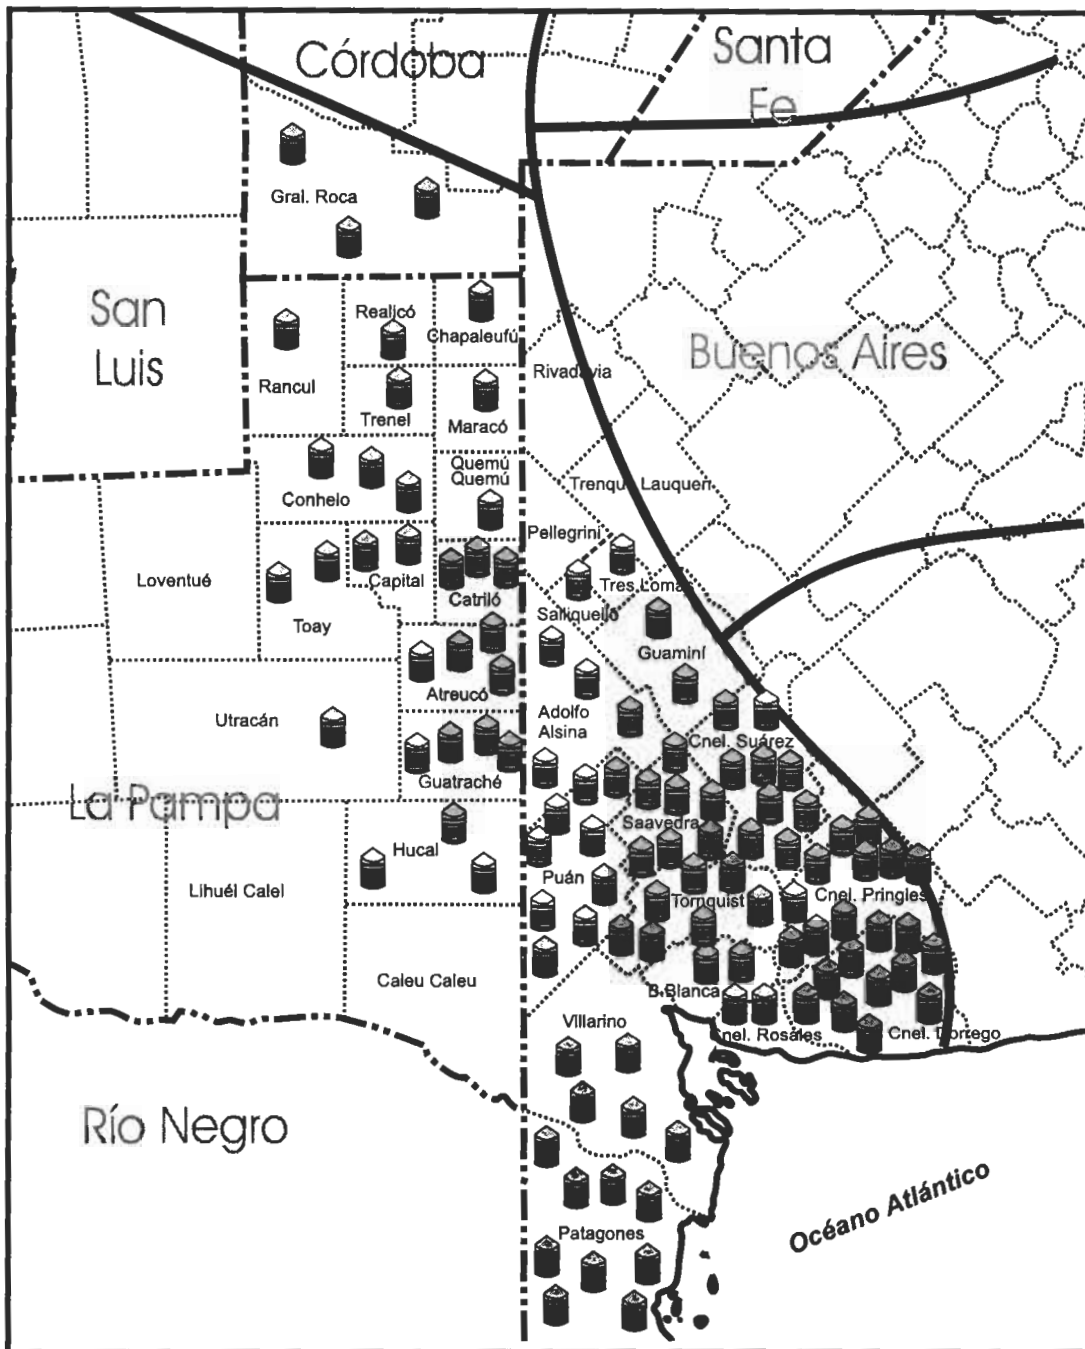 Córdoba
Santa
Fe
Gral. Roca
San
Luis
Realicó
Chapaleufú
Buenos Aires
Rancul
Rivadavia
Trenel
Maracó
Quemú
Quemú
Conhelo
Trenque Lauquen
Pellegrini
Loventué
Capital
Catriló
Tres Lomas
Salliqueló
Toay
Guaminí
Atreucó
Utracán
Adolfo
Alsina
Cnel. Suárez
Guatraché
La Pampa
Saavedra
Hucal
Puán
Lihuél Calel
Tornquist
Cnel. Pringles
Caleu Caleu
B.Blanca
Villarino
Cnel. Rosales
Cnel. Dorrego
Río Negro
Océano Atlántico
Patagones